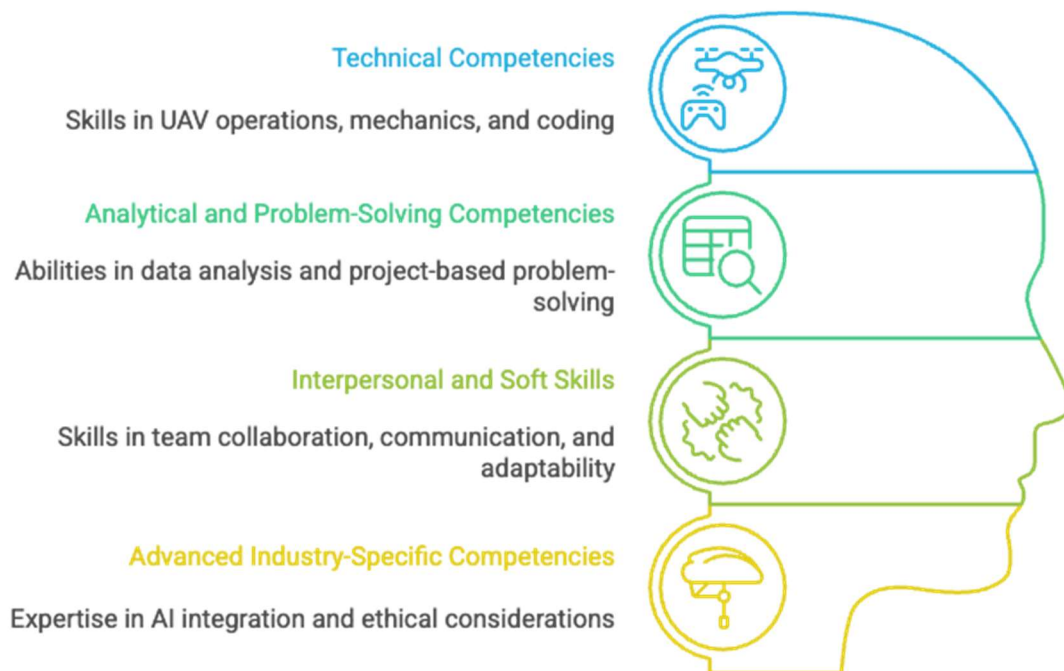 Technical Competencies
Skills in UAV operations, mechanics, and coding
Analytical and Problem-Solving Competencies
Abilities in data analysis and project-based problem-
solving
Interpersonal and Soft Skills
Skills in team collaboration, communication, and
adaptability
Advanced Industry-Specific Competencies
Expertise in AI integration and ethical considerations